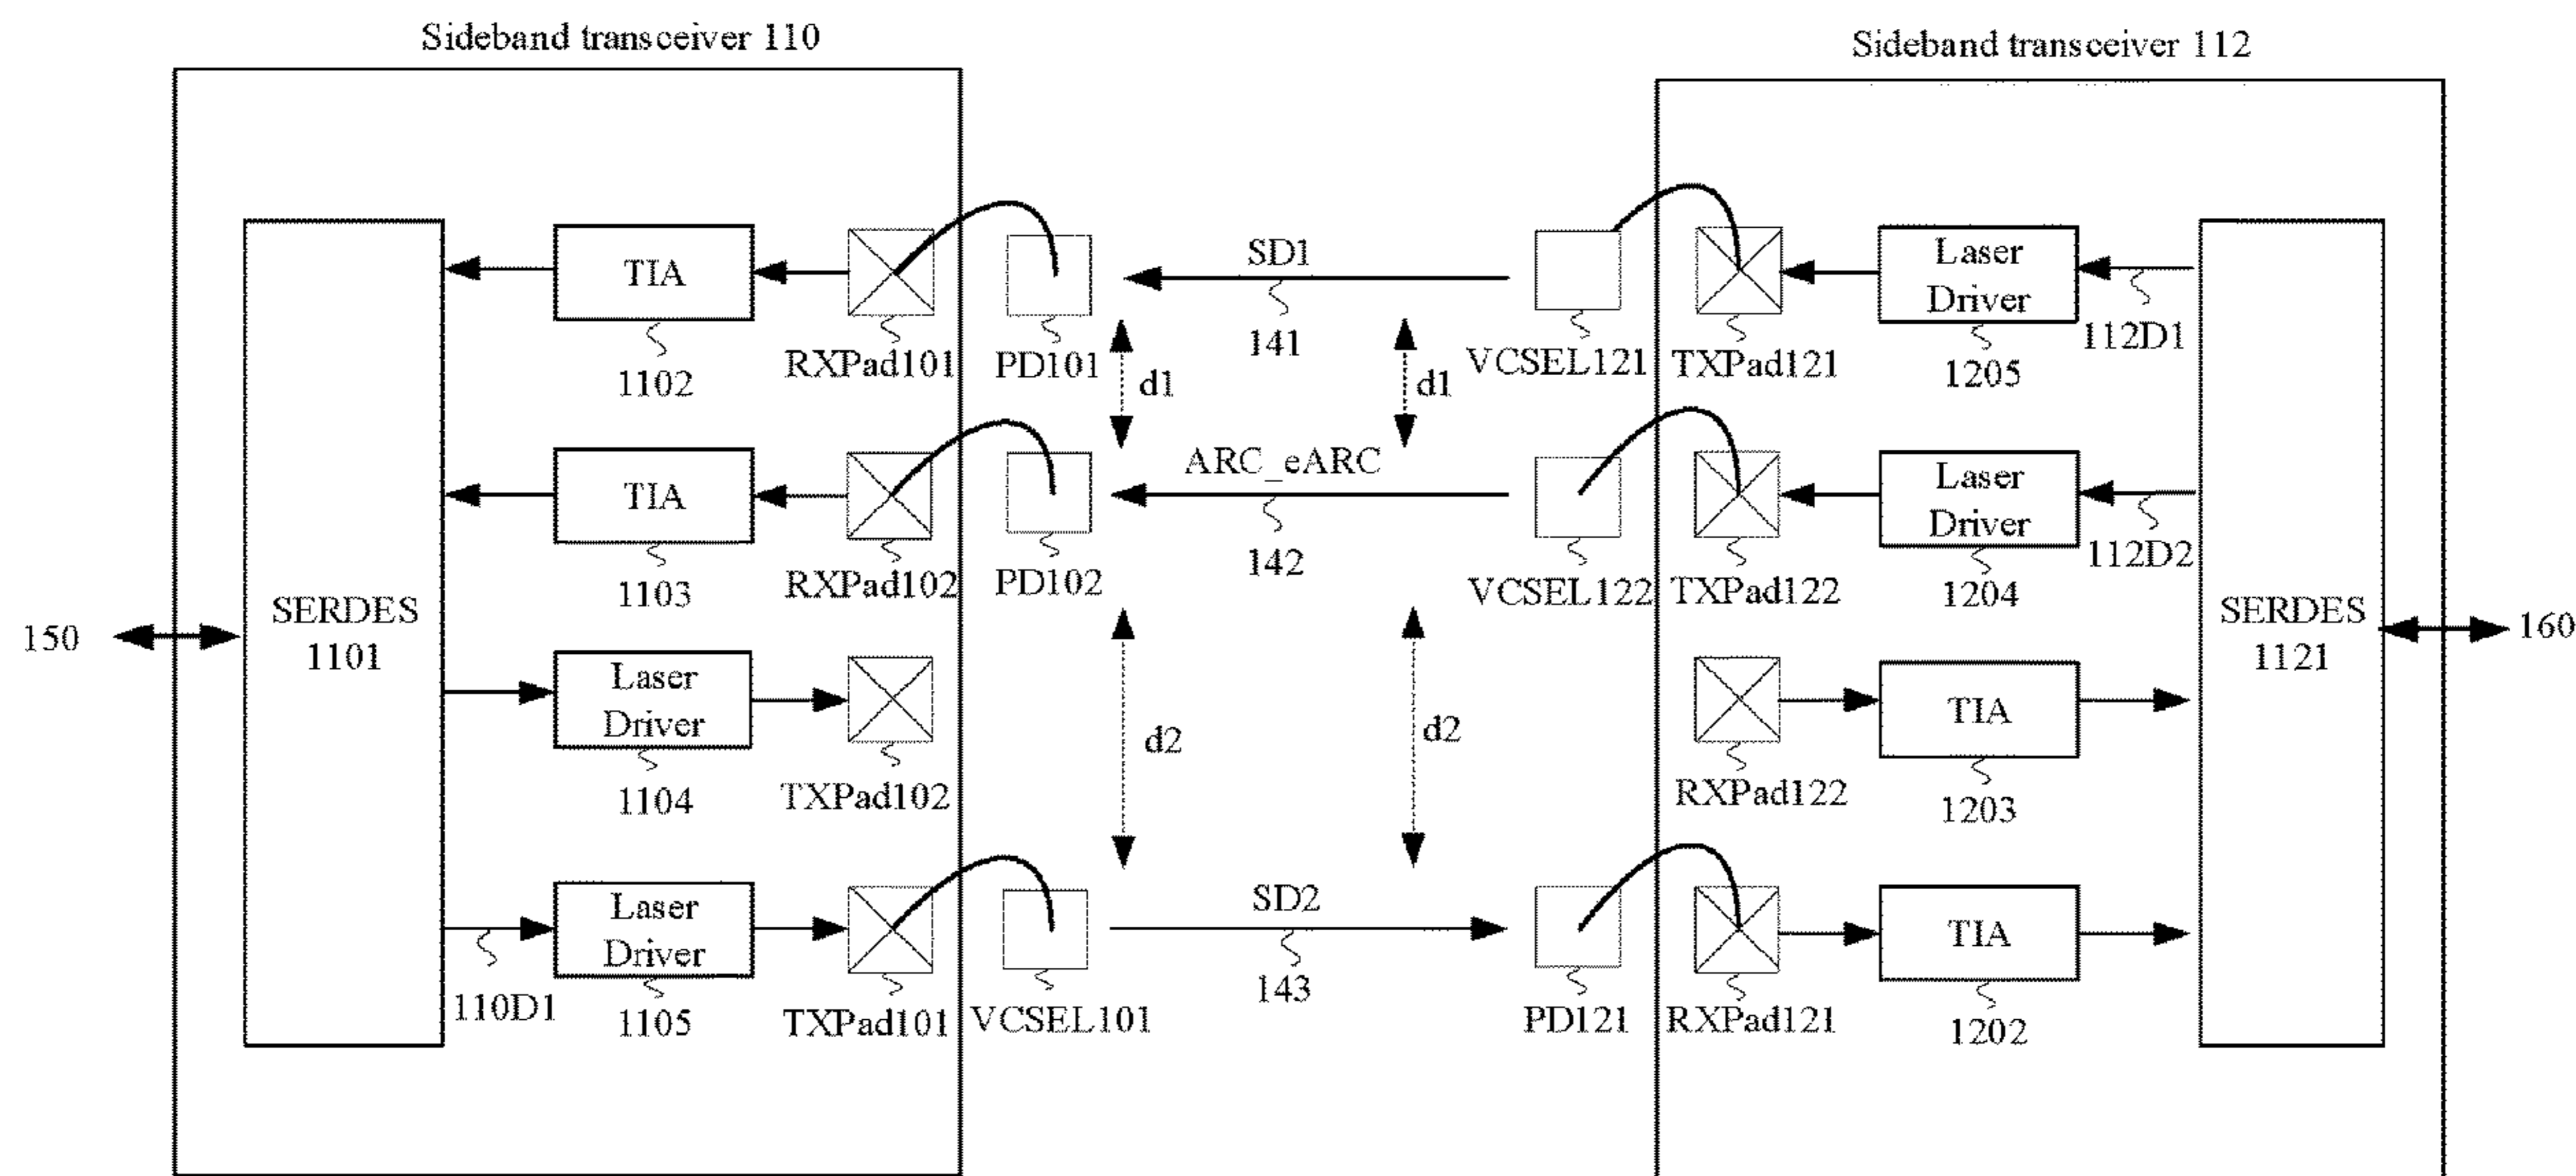 Sideband transceiver 110
Sideband transceiver 112
TIA
1102
RXPad101
PD101
SD1
141
d1
d1
VCSEL121
TXPad121
Laser
Driver
1205
112D1
TIA
1103
RXPad102
PD102
ARC_eARC
142
VCSEL122
TXPad122
Laser
Driver
1204
112D2
150
SERDES
1101
SERDES
1121
160
Laser
Driver
1104
TXPad102
d2
d2
RXPad122
TIA
1203
110D1
Laser
Driver
1105
TXPad101
VCSEL101
SD2
143
PD121
RXPad121
TIA
1202